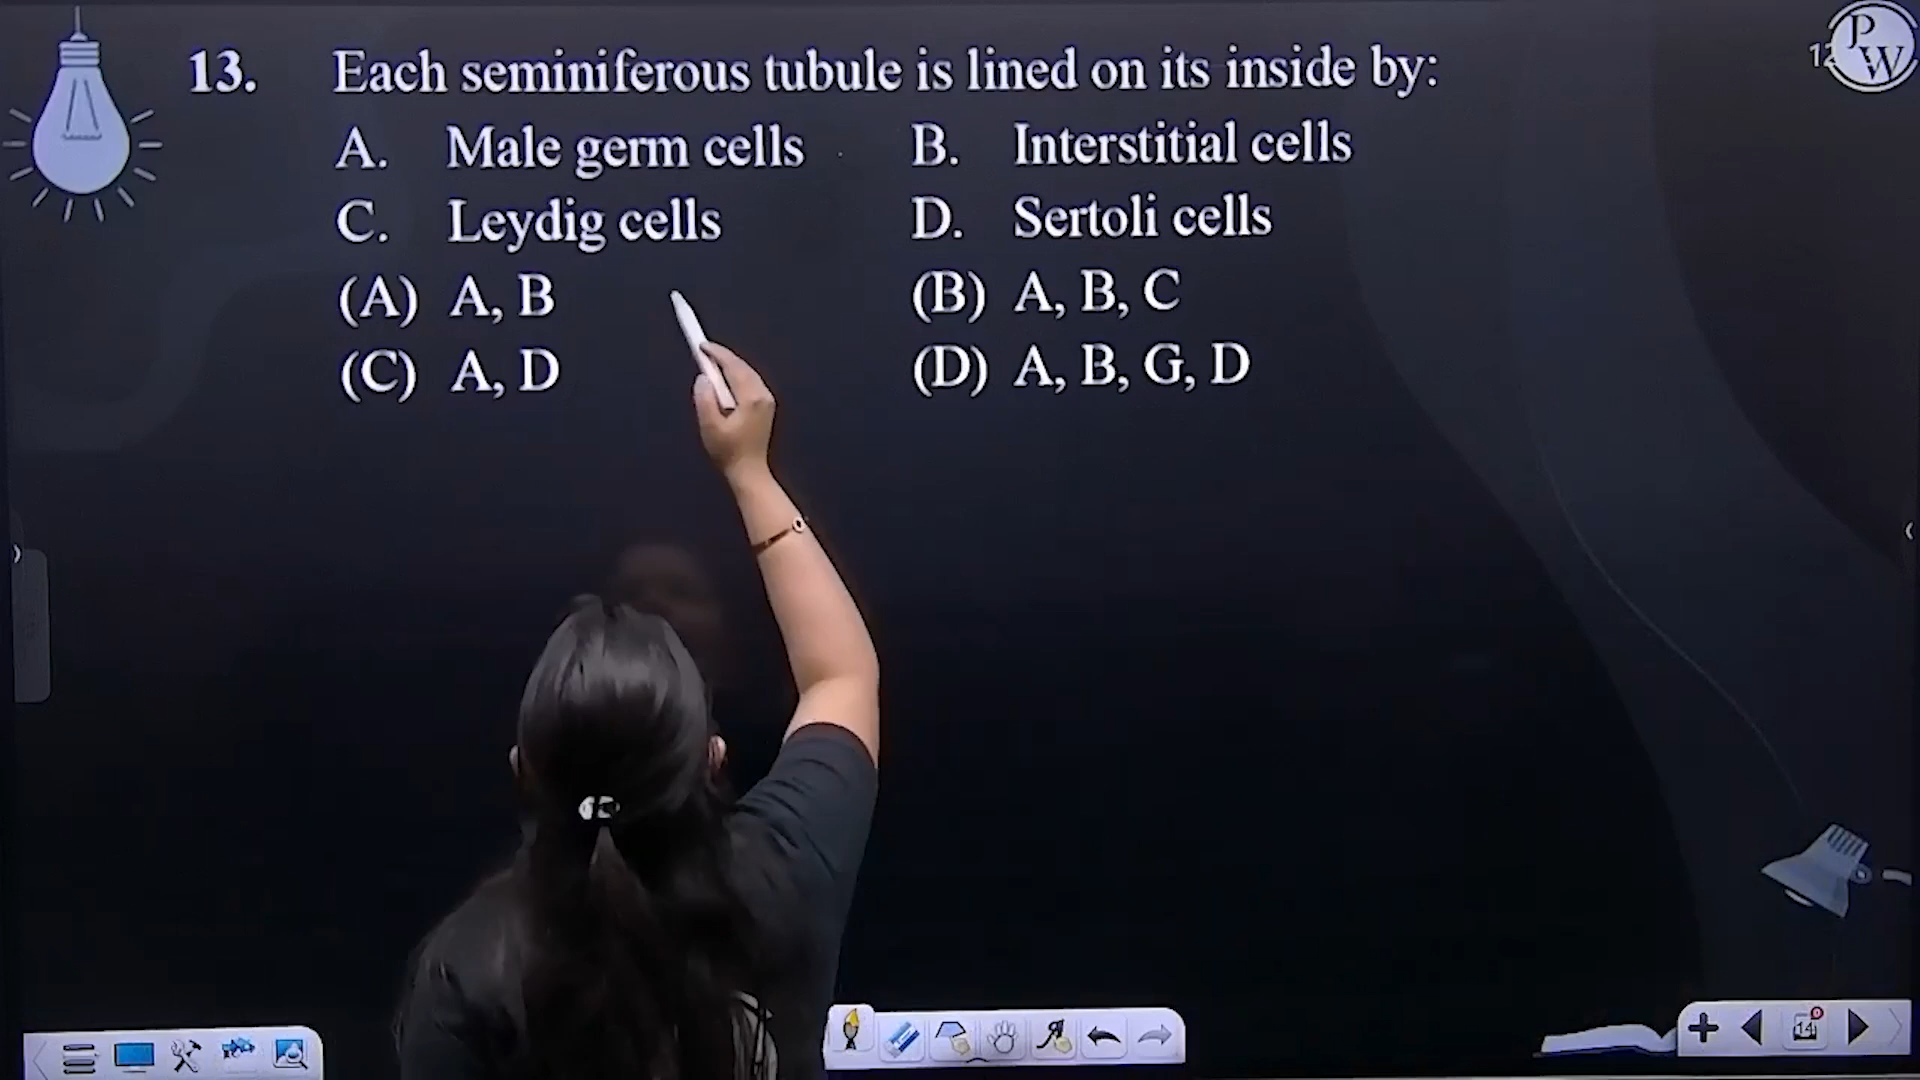 13. Each seminiferous tubule is lined on its inside by:
A. Male germ cells B. Interstitial cells
C. Leydig cells D. Sertoli cells
(A) A, B (B) A, B, C
(C) A, D (D) A, B, G, D
PW
14